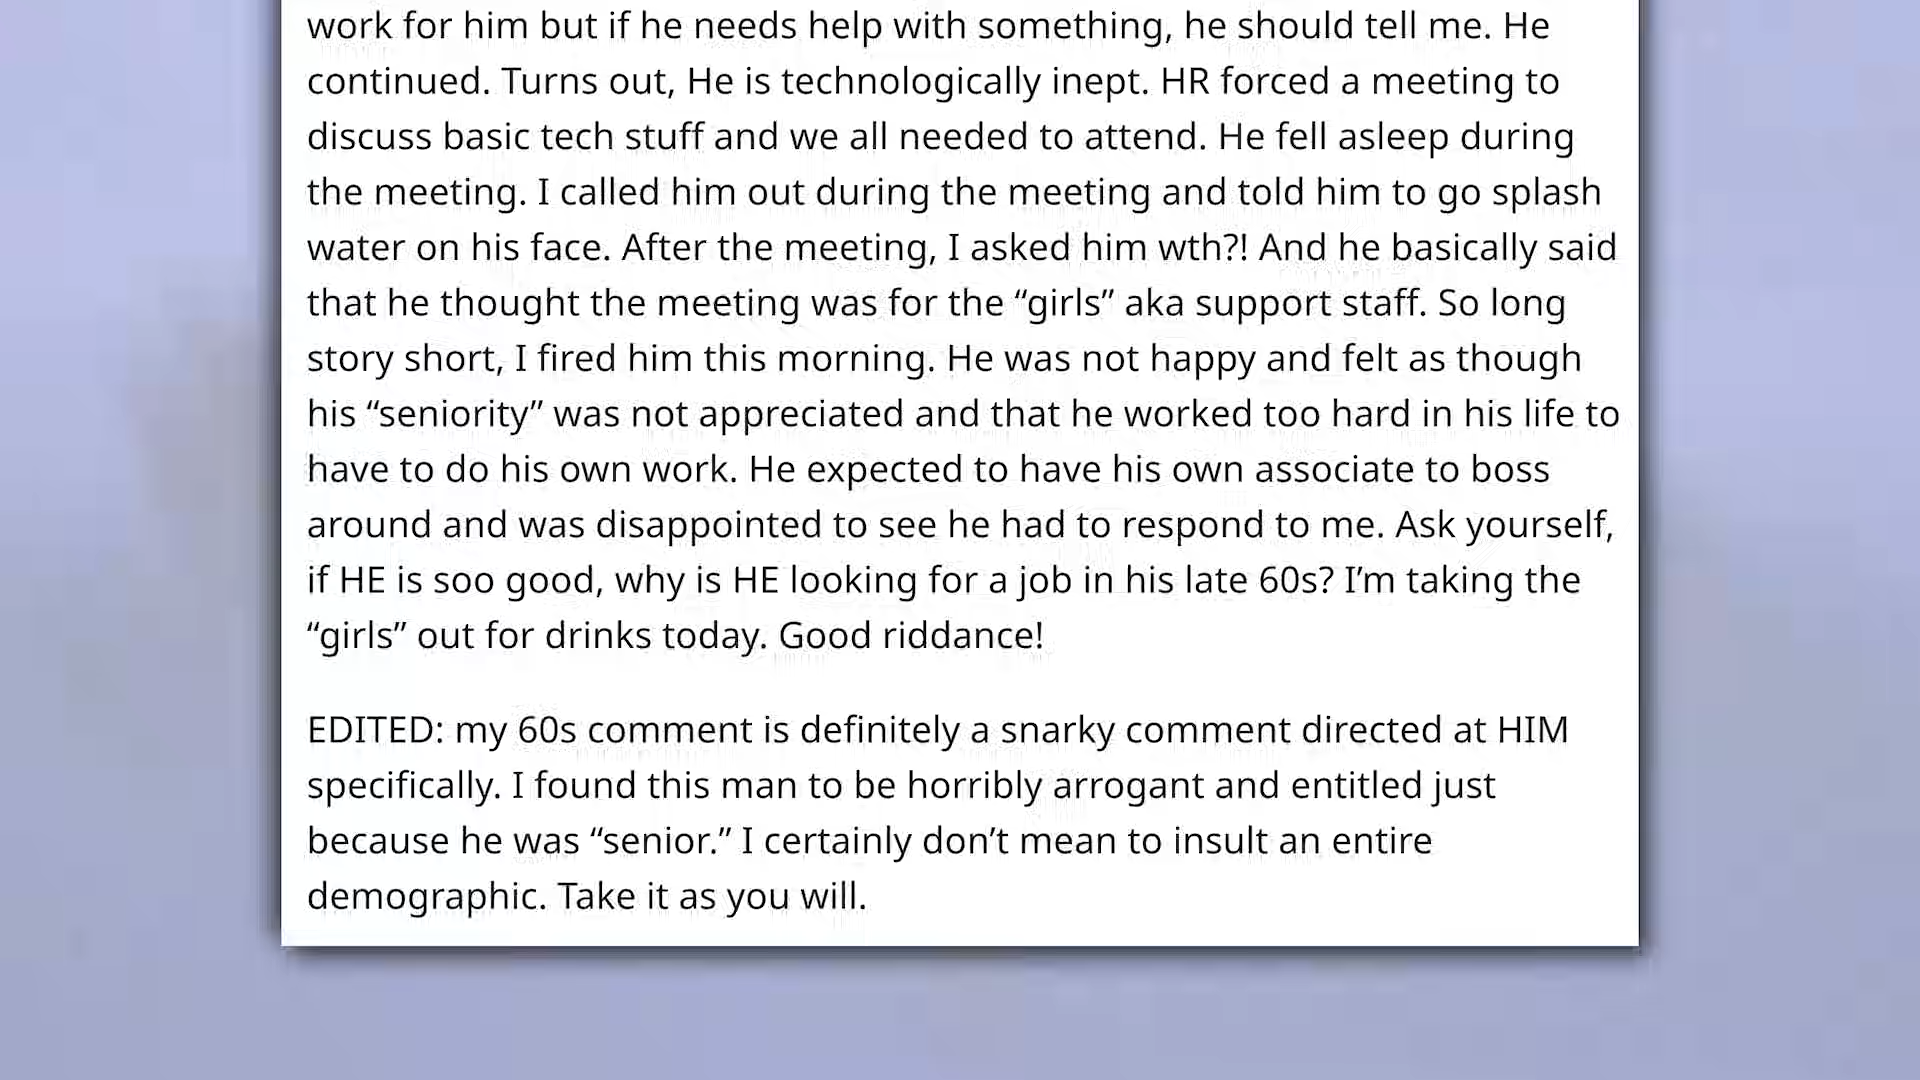 work for him but if he needs help with something, he should tell me. He
continued. Turns out, He is technologically inept. HR forced a meeting to
discuss basic tech stuff and we all needed to attend. He fell asleep during
the meeting. I called him out during the meeting and told him to go splash
water on his face. After the meeting, I asked him wth?! And he basically said
that he thought the meeting was for the “girls” aka support staff. So long
story short, I fired him this morning. He was not happy and felt as though
his “seniority” was not appreciated and that he worked too hard in his life to
have to do his own work. He expected to have his own associate to boss
around and was disappointed to see he had to respond to me. Ask yourself,
if HE is soo good, why is HE looking for a job in his late 60s? I’m taking the
“girls” out for drinks today. Good riddance!
EDITED: my 60s comment is definitely a snarky comment directed at HIM
specifically. I found this man to be horribly arrogant and entitled just
because he was “senior.” I certainly don’t mean to insult an entire
demographic. Take it as you will.